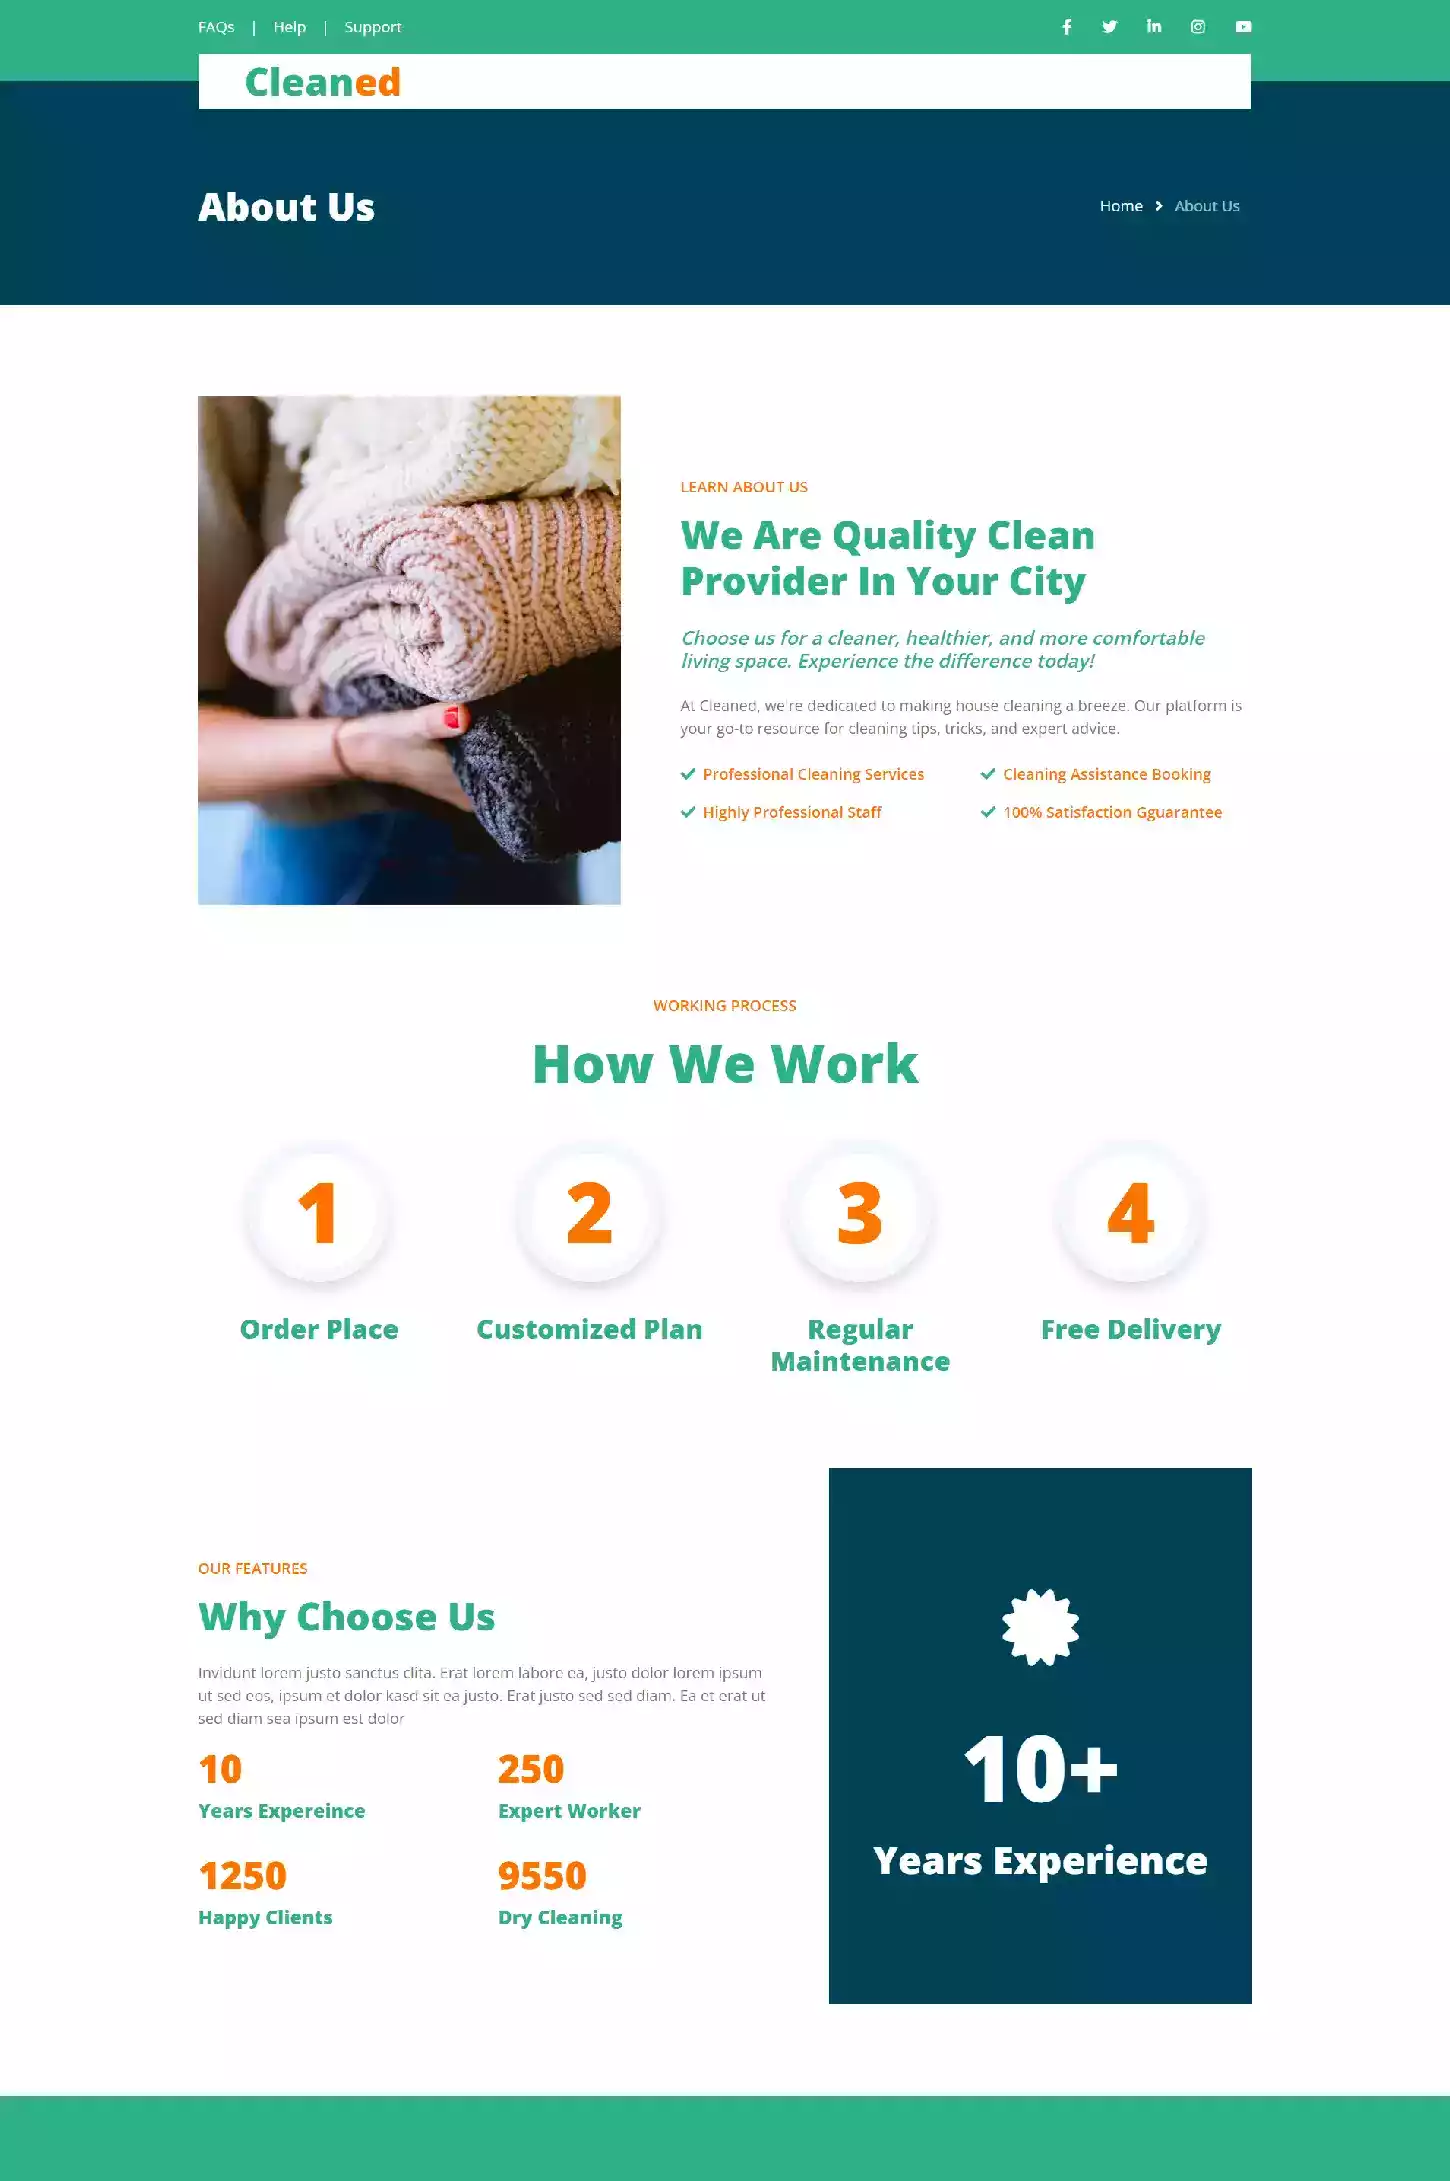 FAQs | Help | Support
Cleaned
About Us
Home > About Us
LEARN ABOUT US
We Are Quality Clean
Provider In Your City
Choose us for a cleaner, healthier, and more comfortable
living space. Experience the difference today!
At Cleaned, we're dedicated to making house cleaning a breeze. Our platform is
your go-to resource for cleaning tips, tricks, and expert advice.
Professional Cleaning Services
Cleaning Assistance Booking
Highly Professional Staff
100% Satisfaction Gguarantee
WORKING PROCESS
How We Work
1
2
3
4
Order Place
Customized Plan
Regular
Maintenance
Free Delivery
OUR FEATURES
Why Choose Us
Invidunt lorem justo sanctus clita. Erat lorem labore ea, justo dolor lorem ipsum
ut sed eos, ipsum et dolor kasd sit ea justo. Erat justo sed sed diam. Ea et erat ut
sed diam sea ipsum est dolor
10
Years Expereince
250
Expert Worker
1250
Happy Clients
9550
Dry Cleaning
10+
Years Experience